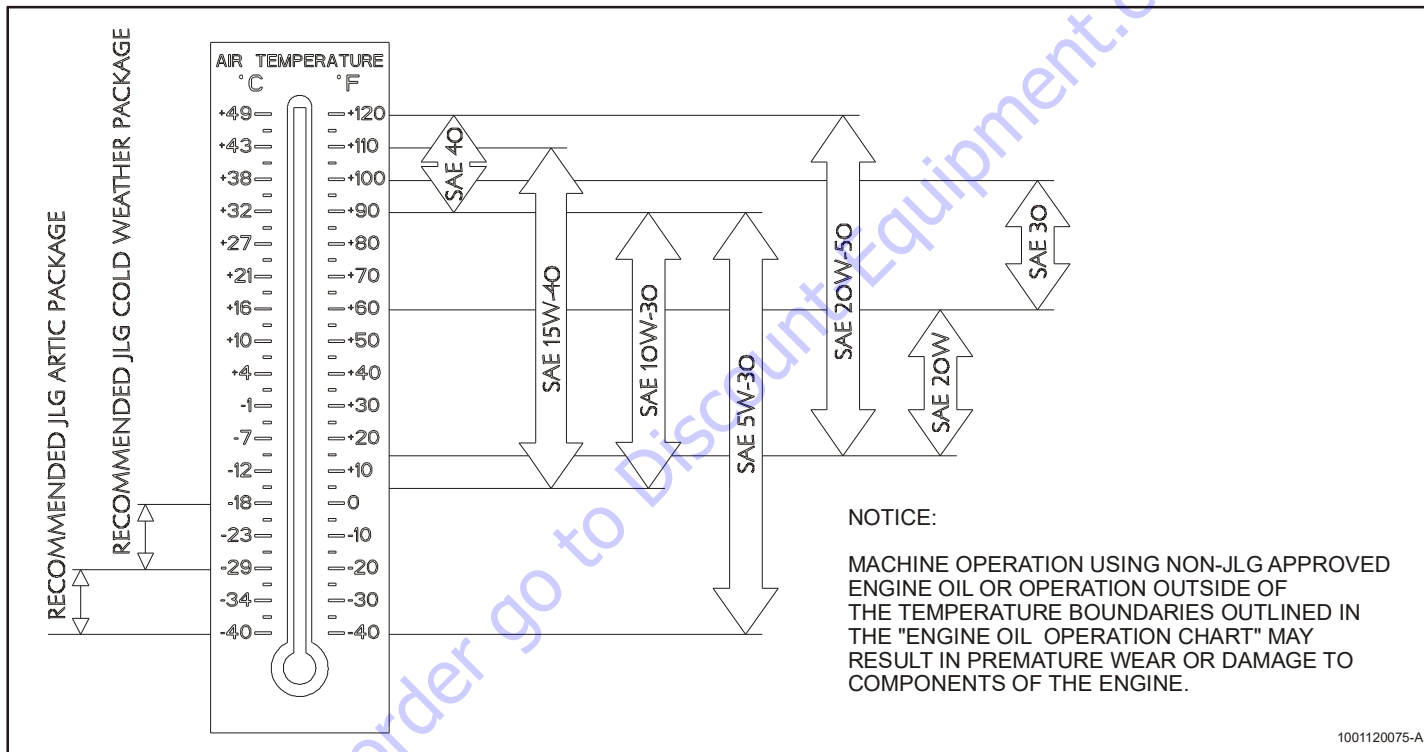 RECOMMENDED JLG ARTIC PACKAGE
RECOMMENDED JLG COLD WEATHER PACKAGE
AIR TEMPERATURE
°C °F
+49 +120
+43 +110
+38 +100
+32 +90
+27 +80
+21 +70
+16 +60
+10 +50
+4 +40
-1 +30
-7 +20
-12 +10
-18 0
-23 -10
-29 -20
-34 -30
-40 -40
SAE 40
SAE 15W-40
SAE 10W-30
SAE 5W-30
SAE 20W-50
SAE 20W
SAE 30
NOTICE:
MACHINE OPERATION USING NON-JLG APPROVED
ENGINE OIL OR OPERATION OUTSIDE OF
THE TEMPERATURE BOUNDARIES OUTLINED IN
THE "ENGINE OIL OPERATION CHART" MAY
RESULT IN PREMATURE WEAR OR DAMAGE TO
COMPONENTS OF THE ENGINE.
1001120075-A
order go to Discount-Equipment.c